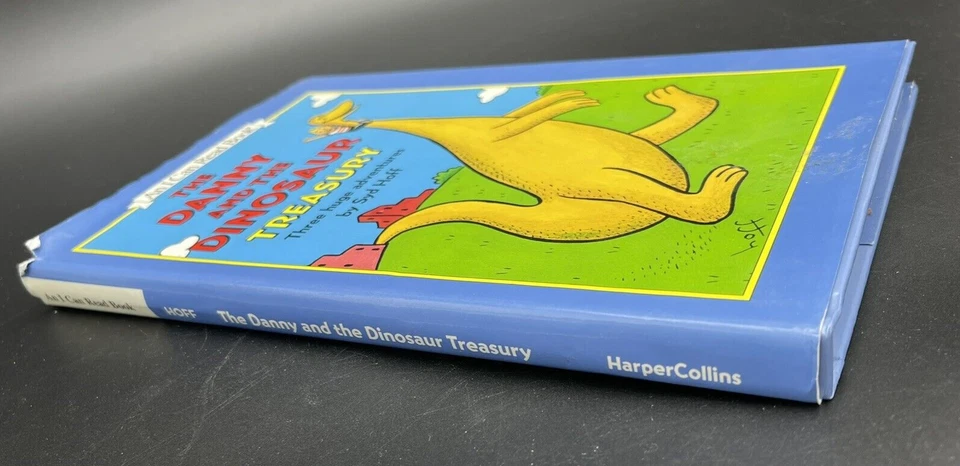 An I Can Read Book
THE
DANNY
AND THE
DINOSAUR
TREASURY
Three huge adventures
by Syd Hoff
Hoff
An I Can Read Book
HOFF The Danny and the Dinosaur Treasury HarperCollins